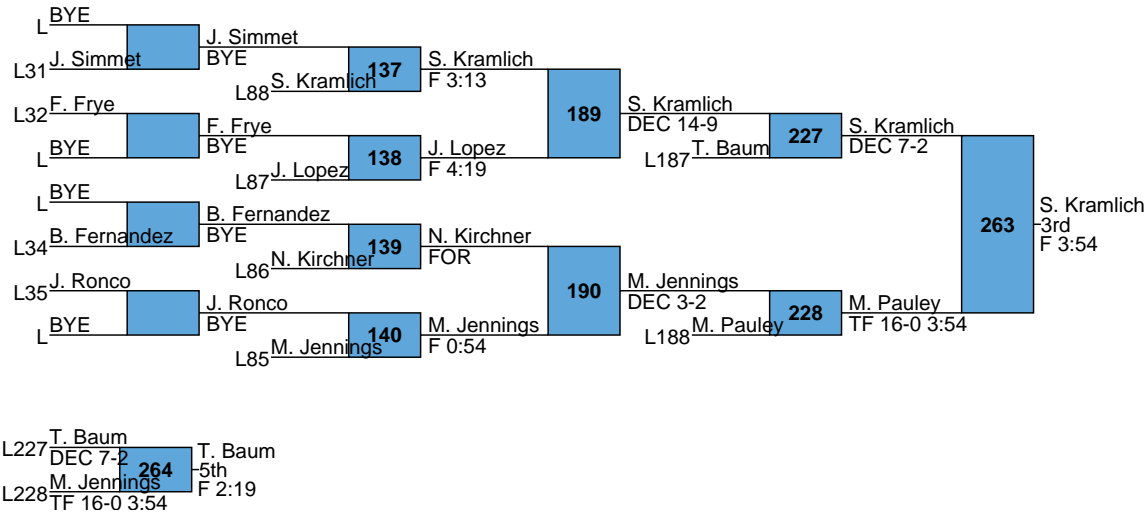 L BYE
J. Simmet
BYE
L31 J. Simmet
137
S. Kramlich
F 3:13
L88 S. Kramlich
L32 F. Frye
F. Frye
BYE
L BYE
138
J. Lopez
F 4:19
L87 J. Lopez
189
S. Kramlich
DEC 14-9
L187 T. Baum
227
S. Kramlich
DEC 7-2
L BYE
B. Fernandez
BYE
L34 B. Fernandez
139
N. Kirchner
FOR
L86 N. Kirchner
L35 J. Ronco
J. Ronco
BYE
L BYE
140
M. Jennings
F 0:54
L85 M. Jennings
190
M. Jennings
DEC 3-2
L188 M. Pauley
228
M. Pauley
TF 16-0 3:54
263
S. Kramlich
3rd
F 3:54
L227 T. Baum
DEC 7-2
264
L228 M. Jennings
TF 16-0 3:54
T. Baum
5th
F 2:19